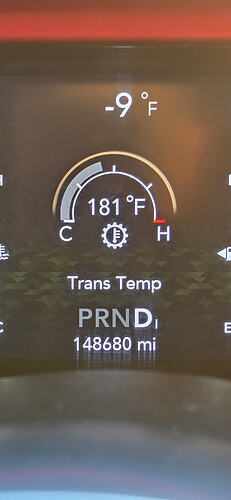 -9 °F
181 °F
C H
Trans Temp
PRND
148680 mi